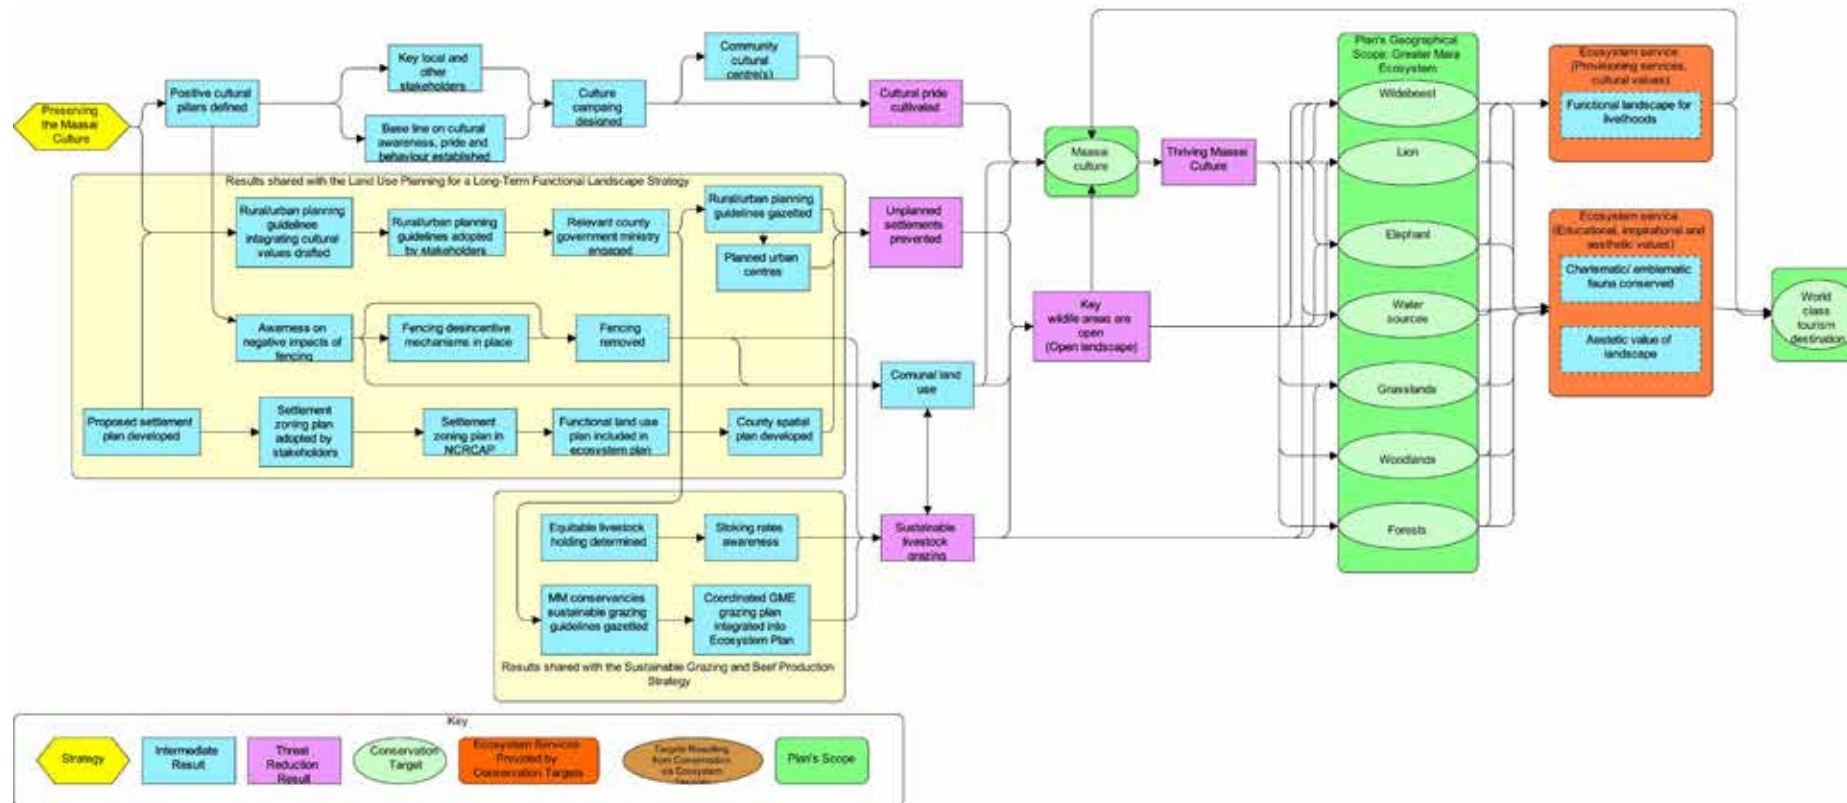 Preserving
the Maasai
Culture
Positive cultural
pillars defined
Key local and
other
stakeholders
Base line on cultural
awareness, pride and
behaviour established
Culture
campaing
designed
Community
cultural
centre(s)
Cultural pride
cultivated
Results shared with the Land Use Planning for a Long-Term Functional Landscape Strategy
Rural/urban planning
guidelines
integrating cultural
values drafted
Rural/urban planning
guidelines adopted
by stakeholders
Relevant county
government ministry
engaged
Rural/urban planning
guidelines gazetted
Planned urban
centres
Unplanned
settlements
prevented
Awarness on
negative impacts of
fencing
Fencing desincentive
mechanisms in place
Fencing
removed
Comunal land
use
Proposed settlement
plan developed
Settlement
zoning plan
adopted by
stakeholders
Settlement
zoning plan in
NCRCAP
Functional land use
plan included in
ecosystem plan
County spatial
plan developed
Equitable livestock
holding determined
Stoking rates
awareness
Sustainable
livestock
grazing
MM conservancies
sustainable grazing
guidelines gazetted
Coordinated GME
grazing plan
integrated into
Ecosystem Plan
Results shared with the Sustainable Grazing and Beef Production
Strategy
Maasai
culture
Thriving Maasai
Culture
Key
wildlife areas are
open
(Open landscape)
Plan's Geographical
Scope; Greater Mara
Ecosystem
Wildebeest
Lion
Elephant
Water
sources
Grasslands
Woodlands
Forests
Ecosystem service
(Provisioning services,
cultural values)
Functional landscape for
livelihoods
Ecosystem service
(Educational, inspirational and
aesthetic values)
Charismatic/ emblematic
fauna conserved
Aestetic value of
landscape
World
class
tourism
destination
Key
Strategy
Intermediate
Result
Threat
Reduction
Result
Conservation
Target
Ecosystem Services
Provided by
Conservation Targets
Targets Resulting
from Conservation
via Ecosystem
Plan's Scope